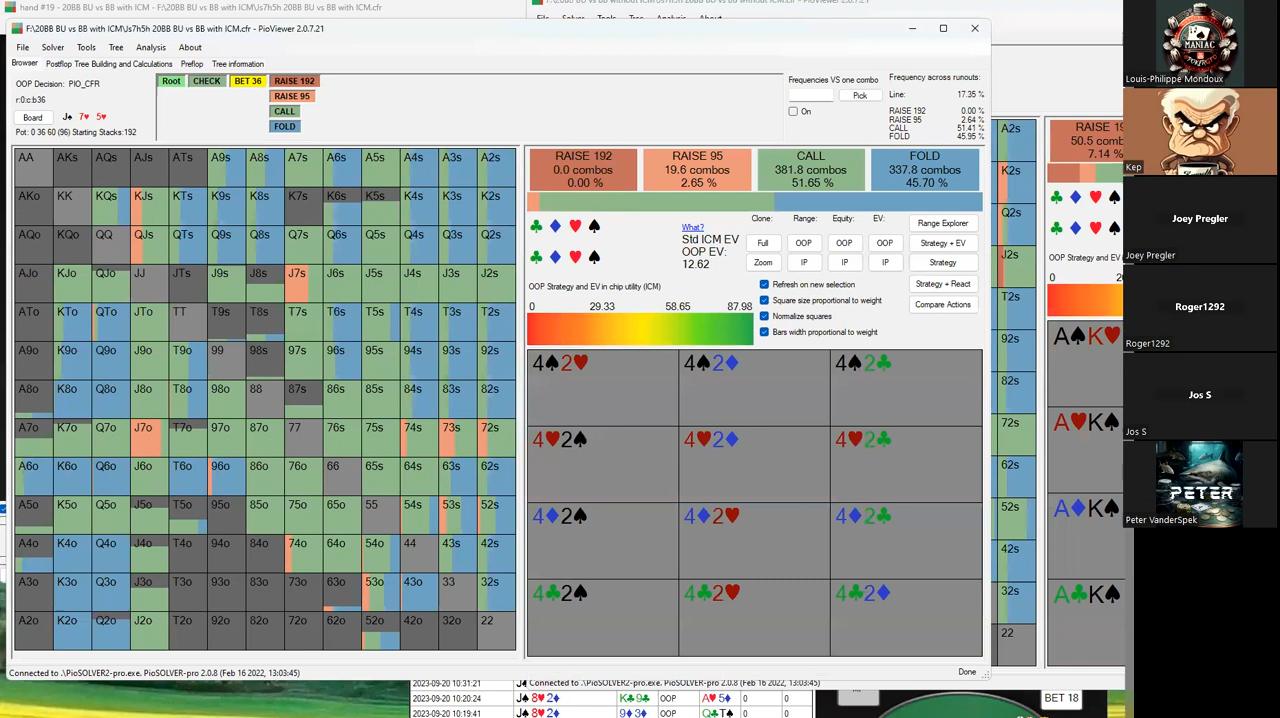 hand #19 - 20BB BU vs BB with ICM\Js7h5h 20BB BU vs BB with ICM.cfr
F:\20BB BU vs BB with ICM\Js7h5h 20BB BU vs BB with ICM.cfr - PioViewer 2.0.7.21
File Solver Tools Tree Analysis About
Browser Postflop Tree Building and Calculations Preflop Tree information
OOP Decision: PIO_CFR
r:0:c:b36
Board J♠ 7♥ 5♥
Pot: 0 36 60 (96) Starting Stacks:192
Root CHECK BET 36 RAISE 192
RAISE 95
CALL
FOLD
Frequencies VS one combo
Pick
On
Frequency across runouts:
Line: 17.35 %
RAISE 192 0.00 %
RAISE 95 2.64 %
CALL 51.41 %
FOLD 45.95 %
AA AKs AQs AJs ATs A9s A8s A7s A6s A5s A4s A3s A2s
AKo KK KQs KJs KTs K9s K8s K7s K6s K5s K4s K3s K2s
AQo KQo QQ QJs QTs Q9s Q8s Q7s Q6s Q5s Q4s Q3s Q2s
AJo KJo QJo JJ JTs J9s J8s J7s J6s J5s J4s J3s J2s
ATo KTo QTo JTo TT T9s T8s T7s T6s T5s T4s T3s T2s
A9o K9o Q9o J9o T9o 99 98s 97s 96s 95s 94s 93s 92s
A8o K8o Q8o J8o T8o 98o 88 87s 86s 85s 84s 83s 82s
A7o K7o Q7o J7o T7o 97o 87o 77 76s 75s 74s 73s 72s
A6o K6o Q6o J6o T6o 96o 86o 76o 66 65s 64s 63s 62s
A5o K5o Q5o J5o T5o 95o 85o 75o 65o 55 54s 53s 52s
A4o K4o Q4o J4o T4o 94o 84o 74o 64o 54o 44 43s 42s
A3o K3o Q3o J3o T3o 93o 83o 73o 63o 53o 43o 33 32s
A2o K2o Q2o J2o T2o 92o 82o 72o 62o 52o 42o 32o 22
RAISE 192
0.0 combos
0.00 %
RAISE 95
19.6 combos
2.65 %
CALL
381.8 combos
51.65 %
FOLD
337.8 combos
45.70 %
♣ ♦ ♥ ♠
♣ ♦ ♥ ♠
What?
Std ICM EV
OOP EV:
12.62
Clone: Range: Equity: EV:
Full OOP OOP OOP
Zoom IP IP IP
Range Explorer
Strategy + EV
Strategy
Strategy + React
Compare Actions
Refresh on new selection
Square size proportional to weight
Normalize squares
Bars width proportional to weight
OOP Strategy and EV in chip utility (ICM)
0 29.33 58.65 87.98
4♠2♥ 4♠2♦ 4♠2♣
4♥2♠ 4♥2♦ 4♥2♣
4♦2♠ 4♦2♥ 4♦2♣
4♣2♠ 4♣2♥ 4♣2♦
Connected to .\PioSOLVER2-pro.exe. PioSOLVER-pro 2.0.8 (Feb 16 2022, 13:03:45)
Done
A2s
K2s
Q2s
J2s
T2s
92s
82s
72s
62s
52s
42s
32s
22
50.5 combos
7.14 %
♣ ♦ ♥ ♠
♣ ♦ ♥ ♠
OOP Strategy and
0
A♠K♥
A♥K♠
A♦K♠
A♣K♠
2023-09-20 10:31:21
2023-09-20 10:20:24 J♠ 8♥ 2♦ K♣ 9♣ OOP A♥ 5♦ 0 0
2023-09-20 10:19:41 J♠ 8♥ 2♦ 9♦ 3♦ OOP Q♣ T♠ 0 0
BET 18
MANIAC
Louis-Philippe Mondoux
Kep
Joey Pregler
Joey Pregler
Roger1292
Roger1292
Jos S
Jos S
PETER
Peter VanderSpek